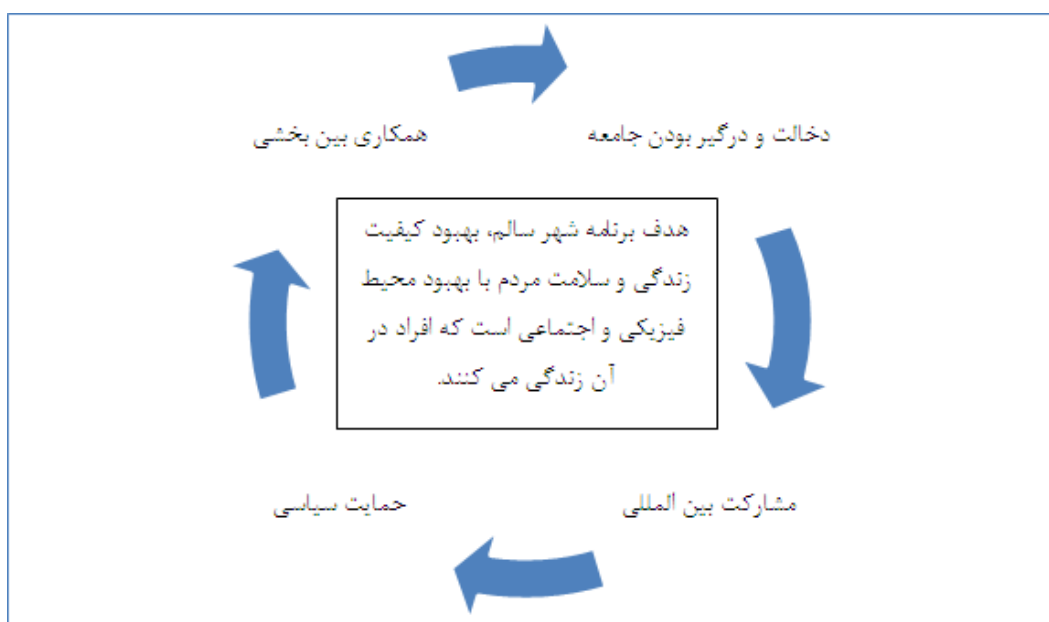 دخالت و درگیر بودن جامعه
همکاری بین بخشی
هدف برنامه شهر سالم، بهبود کیفیت
زندگی و سلامت مردم با بهبود محیط
فیزیکی و اجتماعی است که افراد در
آن زندگی می کنند.
مشارکت بین المللی
حمایت سیاسی